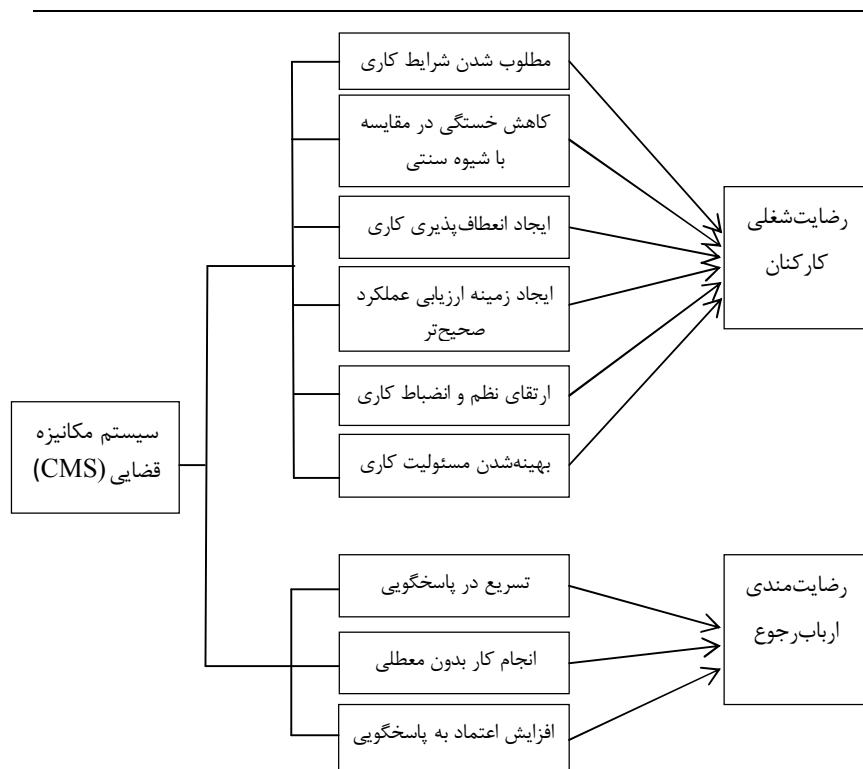 مطلوب شدن شرایط کاری
کاهش خستگی در مقایسه
با شیوه سنتی
ایجاد انعطاف‌پذیری کاری
ایجاد زمینه ارزیابی عملکرد
صحیح‌تر
ارتقای نظم و انضباط کاری
بهینه‌شدن مسئولیت کاری
رضایت‌شغلی
کارکنان
سیستم مکانیزه
قضایی (CMS)
تسریع در پاسخگویی
انجام کار بدون معطلی
افزایش اعتماد به پاسخگویی
رضایت‌مندی
ارباب‌رجوع